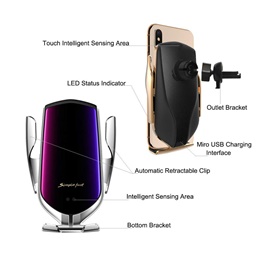 Touch Intelligent Sensing Area
LED Status Indicator
Outlet Bracket
Miro USB Charging
Interface
Automatic Retractable Clip
Intelligent Sensing Area
Bottom Bracket